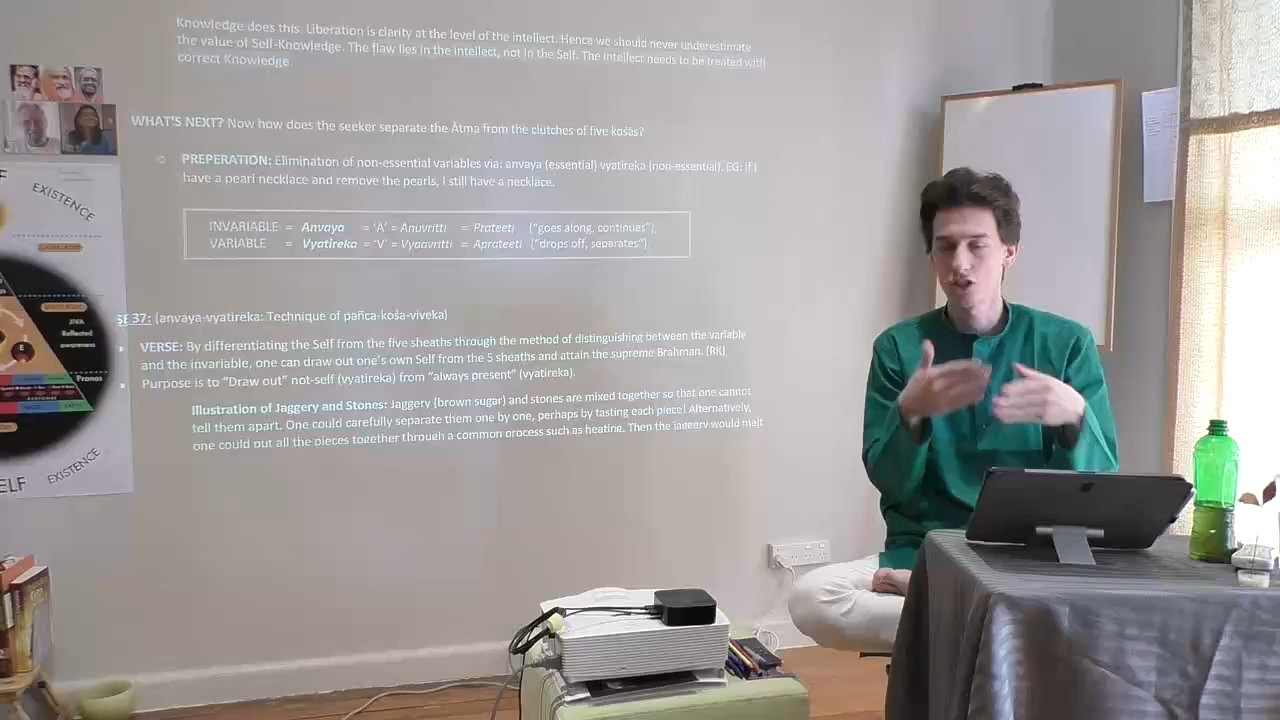 Knowledge does this. Liberation is clarity at the level of the intellect. Hence we should never underestimate
the value of Self-Knowledge. The flaw lies in the intellect, not in the Self. The intellect needs to be treated with
correct Knowledge
WHAT'S NEXT? Now how does the seeker separate the Ātma from the clutches of five kośas?
PREPERATION: Elimination of non-essential variables via: anvaya (essential) vyatireka (non-essential). EG: If I
have a pearl necklace and remove the pearls, I still have a necklace.
INVARIABLE = Anvaya = 'A' = Anuvritti = Prateeti ("goes along, continues"),
VARIABLE = Vyatireka = 'V' = Vyaavritti = Aprateeti ("drops off, separates")
SE 37: (anvaya-vyatireka: Technique of pañca-kośa-viveka)
VERSE: By differentiating the Self from the five sheaths through the method of distinguishing between the variable
and the invariable, one can draw out one's own Self from the 5 sheaths and attain the supreme Brahman. (RK)
Purpose is to "Draw out" not-self (vyatireka) from "always present" (vyatireka).
Illustration of Jaggery and Stones: Jaggery (brown sugar) and stones are mixed together so that one cannot
tell them apart. One could carefully separate them one by one, perhaps by tasting each piece! Alternatively,
one could put all the pieces together through a common process such as heating. Then the jaggery would melt
F
EXISTENCE
JIVA
Reflected
awareness
Pranas
ELF
EXISTENCE